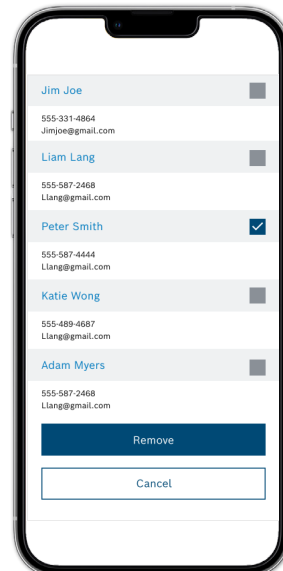 Jim Joe
555-331-4864
Jimjoe@gmail.com
Liam Lang
555-587-2468
Llang@gmail.com
Peter Smith
555-587-4444
Llang@gmail.com
Katie Wong
555-489-4687
Llang@gmail.com
Adam Myers
555-587-2468
Llang@gmail.com
Remove
Cancel